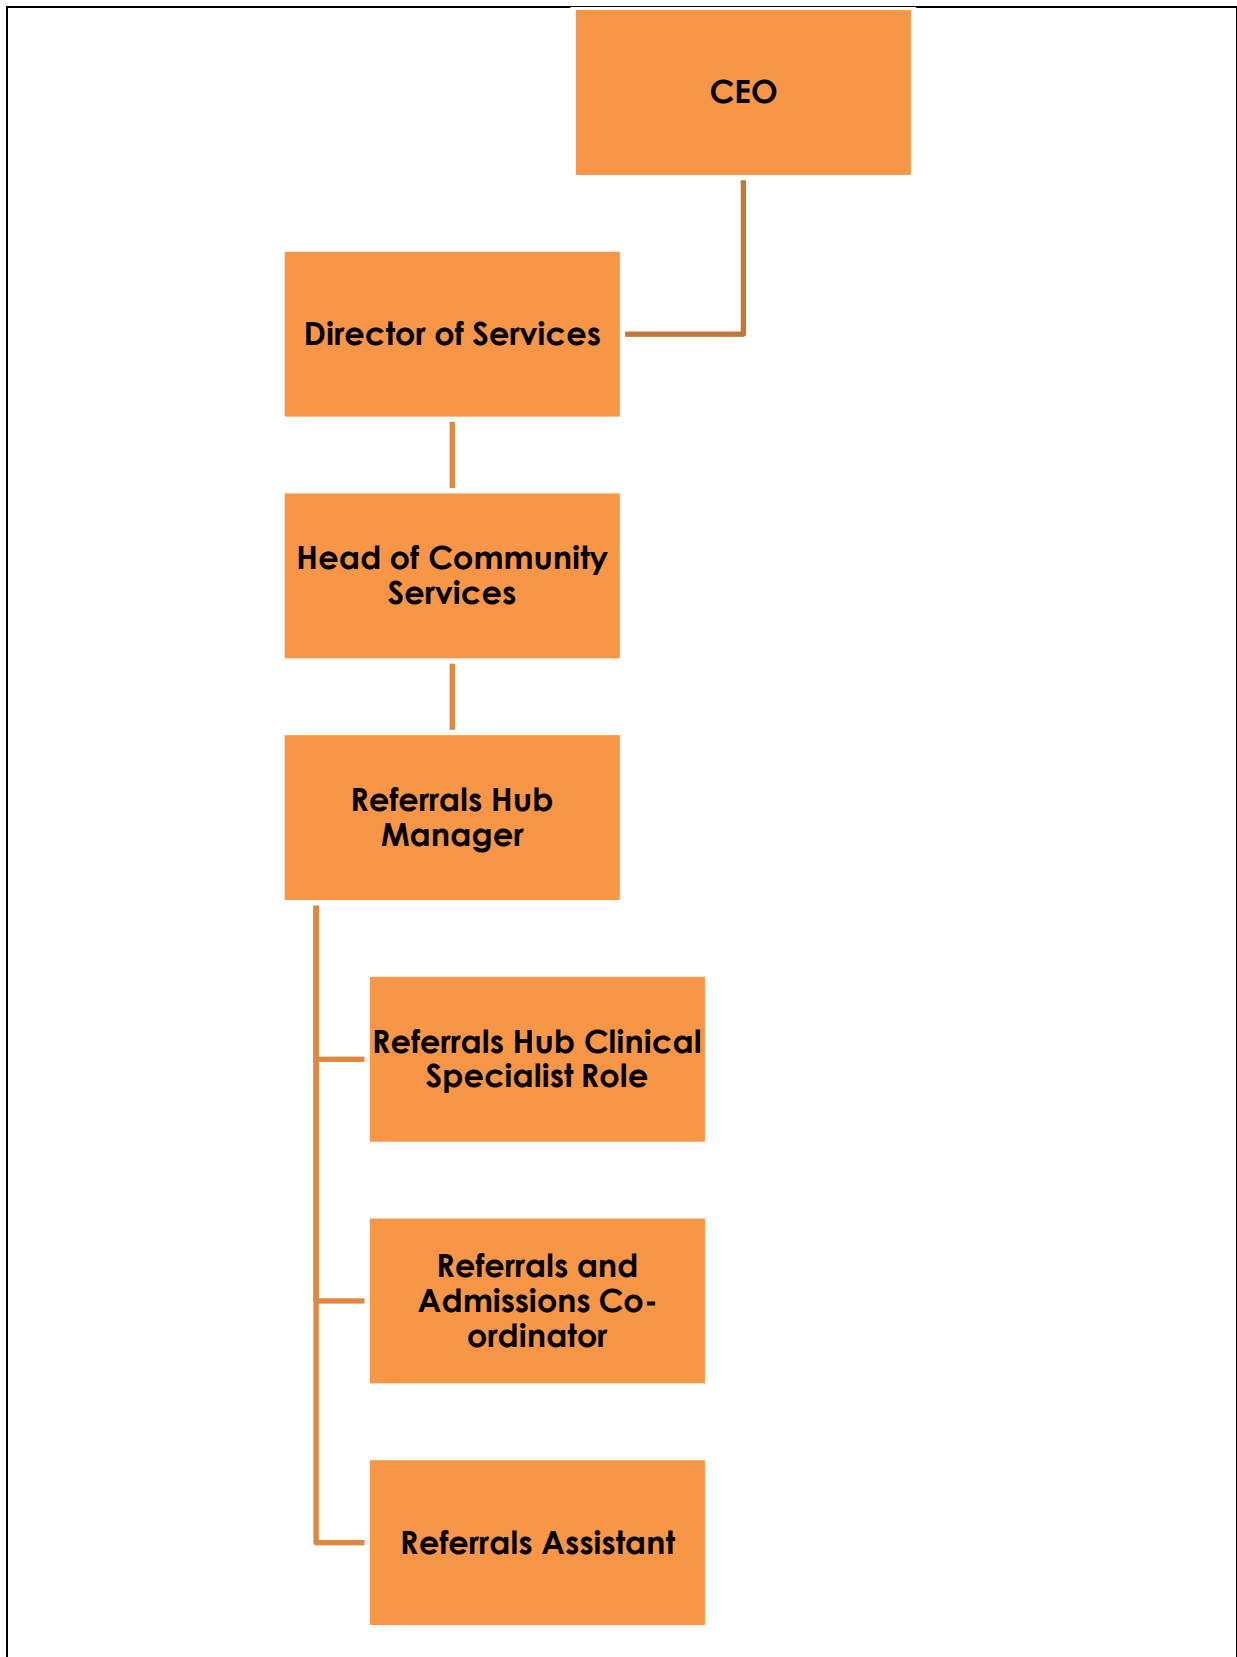 CEO
Director of Services
Head of Community
Services
Referrals Hub
Manager
Referrals Hub Clinical
Specialist Role
Referrals and
Admissions Co-
ordinator
Referrals Assistant